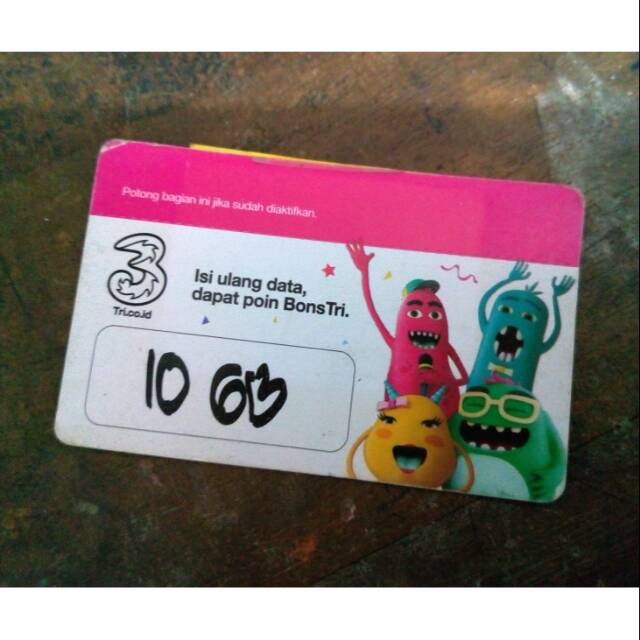 Potong bagian ini jika sudah diaktifkan.
3
Tri.co.id
Isi ulang data,
dapat poin BonsTri.
10 GB